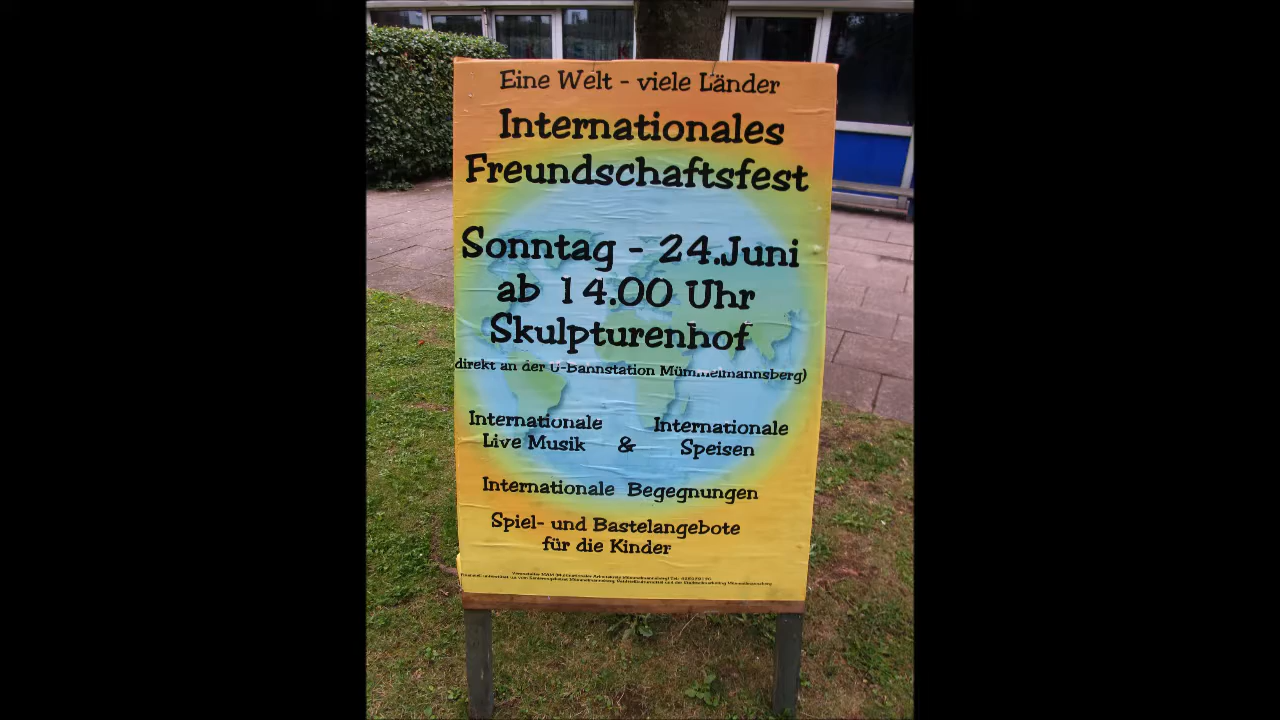 Eine Welt - viele Länder
Internationales
Freundschaftsfest
Sonntag - 24.Juni
ab 14.00 Uhr
Skulpturenhof
direkt an der U-Bahnstation Mümmelmannsberg)
Internationale Internationale
Live Musik & Speisen
Internationale Begegnungen
Spiel- und Bastelangebote
für die Kinder